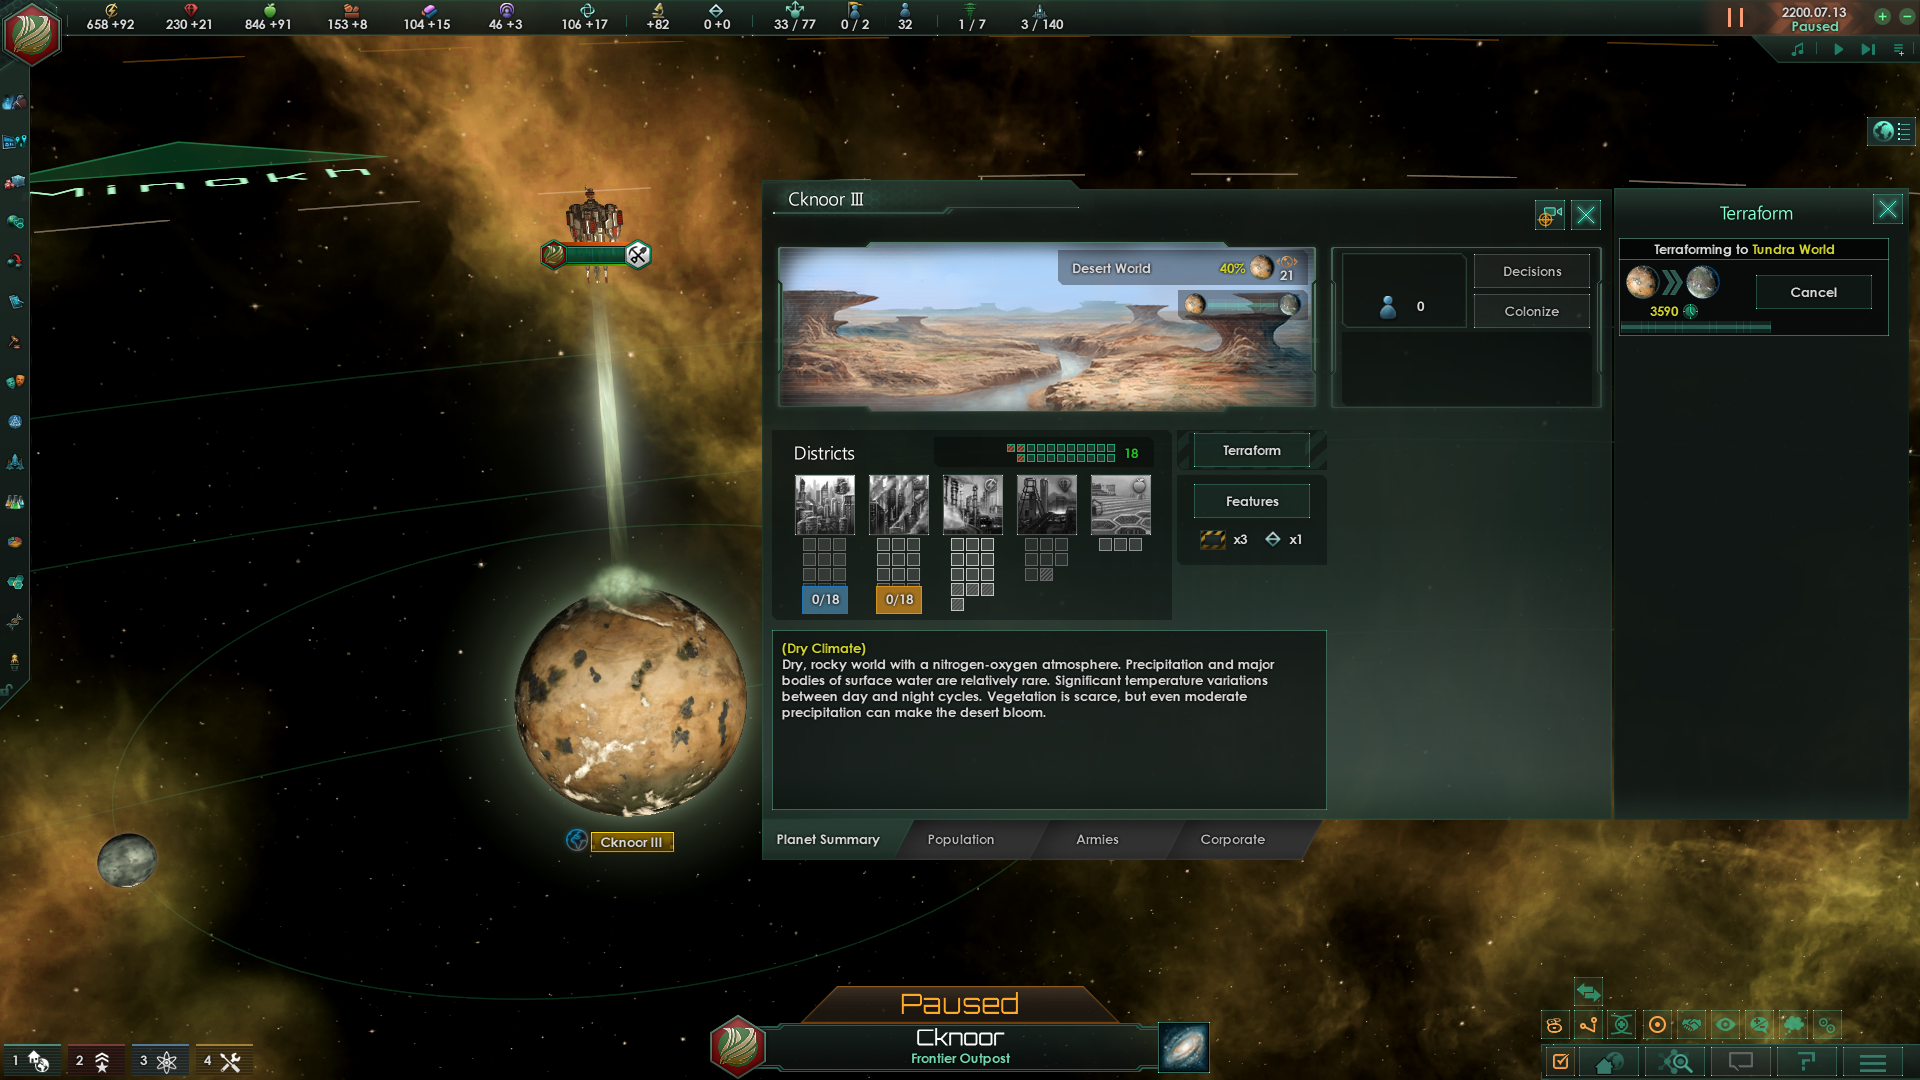 658 +92 230 +21 846 +91 153 +8 104 +15 46 +3 106 +17 +82 0 +0 33 / 77 0 / 2 32 1 / 7 3 / 140
2200.07.13
Paused
Minokh
Cknoor III
Desert World 40% 21
0
Decisions
Colonize
Terraform
Terraforming to Tundra World
Cancel
3590
Districts 18
0/18 0/18
Terraform
Features
x3 x1
(Dry Climate)
Dry, rocky world with a nitrogen-oxygen atmosphere. Precipitation and major
bodies of surface water are relatively rare. Significant temperature variations
between day and night cycles. Vegetation is scarce, but even moderate
precipitation can make the desert bloom.
Planet Summary Population Armies Corporate
Cknoor III
Paused
Cknoor
Frontier Outpost
1 2 3 4